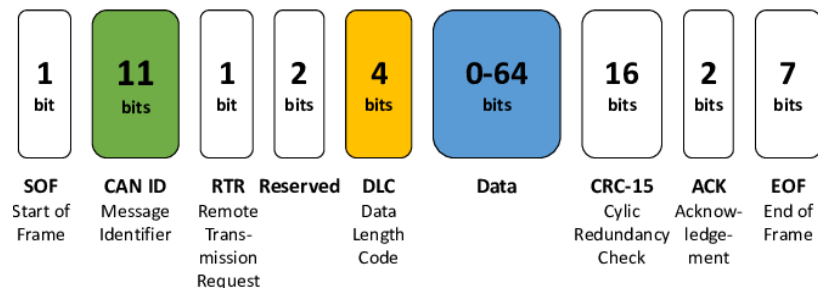 1
bit
11
bits
1
bit
2
bits
4
bits
0-64
bits
16
bits
2
bits
7
bits
SOF
Start of
Frame
CAN ID
Message
Identifier
RTR
Remote
Trans-
mission
Request
Reserved
DLC
Data
Length
Code
Data
CRC-15
Cylic
Redundancy
Check
ACK
Acknow-
ledge-
ment
EOF
End of
Frame